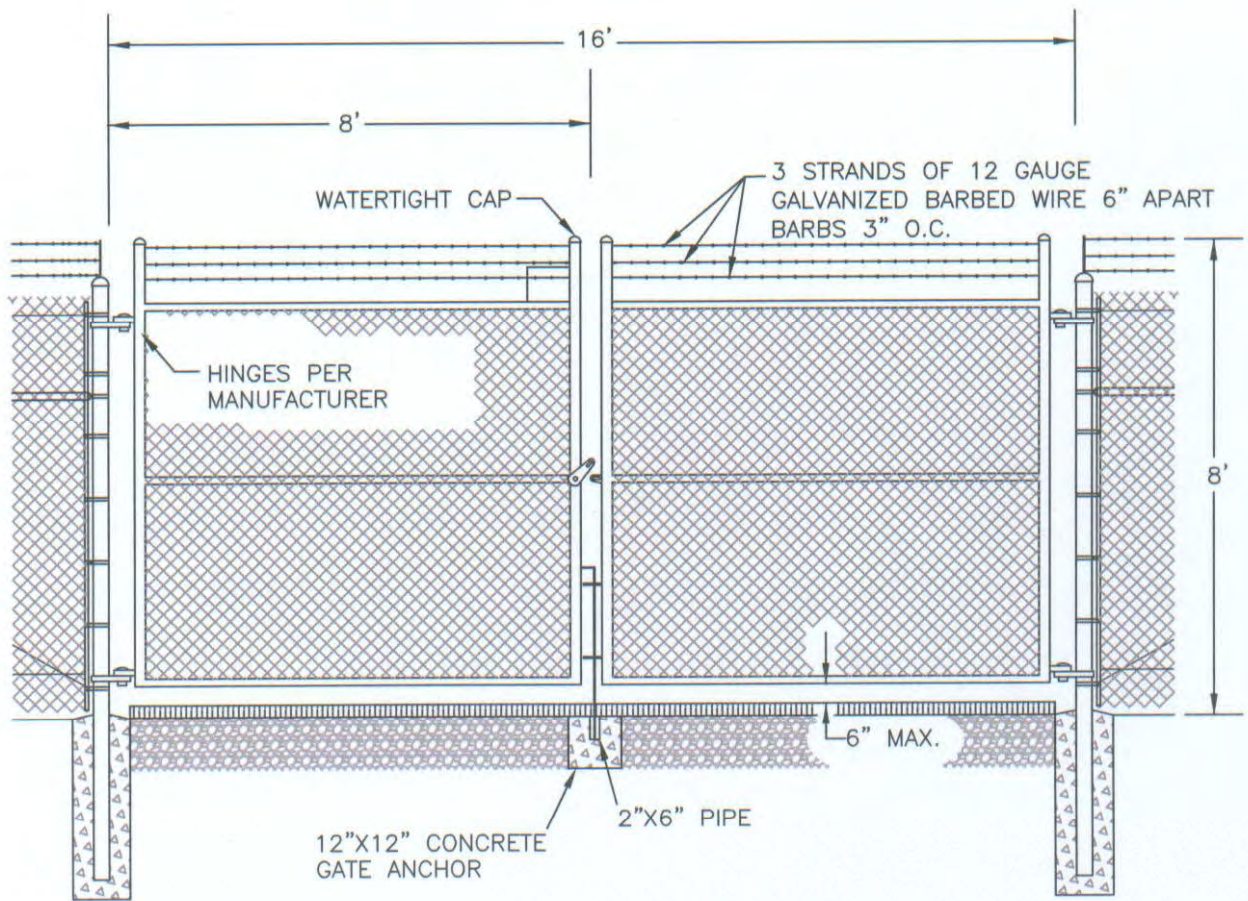 16'
8'
WATERTIGHT CAP
3 STRANDS OF 12 GAUGE
GALVANIZED BARBED WIRE 6” APART
BARBS 3” O.C.
HINGES PER
MANUFACTURER
8'
6” MAX.
2”X6” PIPE
12”X12” CONCRETE
GATE ANCHOR